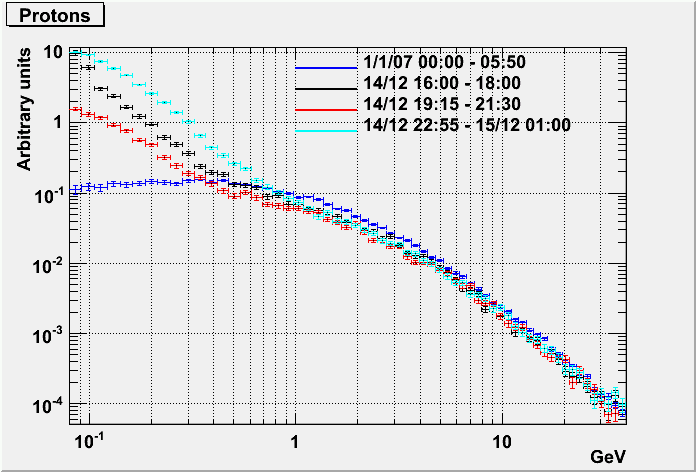 Protons
Arbitrary units
10
1
10-1
10-2
10-3
10-4
1/1/07 00:00 - 05:50
14/12 16:00 - 18:00
14/12 19:15 - 21:30
14/12 22:55 - 15/12 01:00
10-1
1
10
GeV